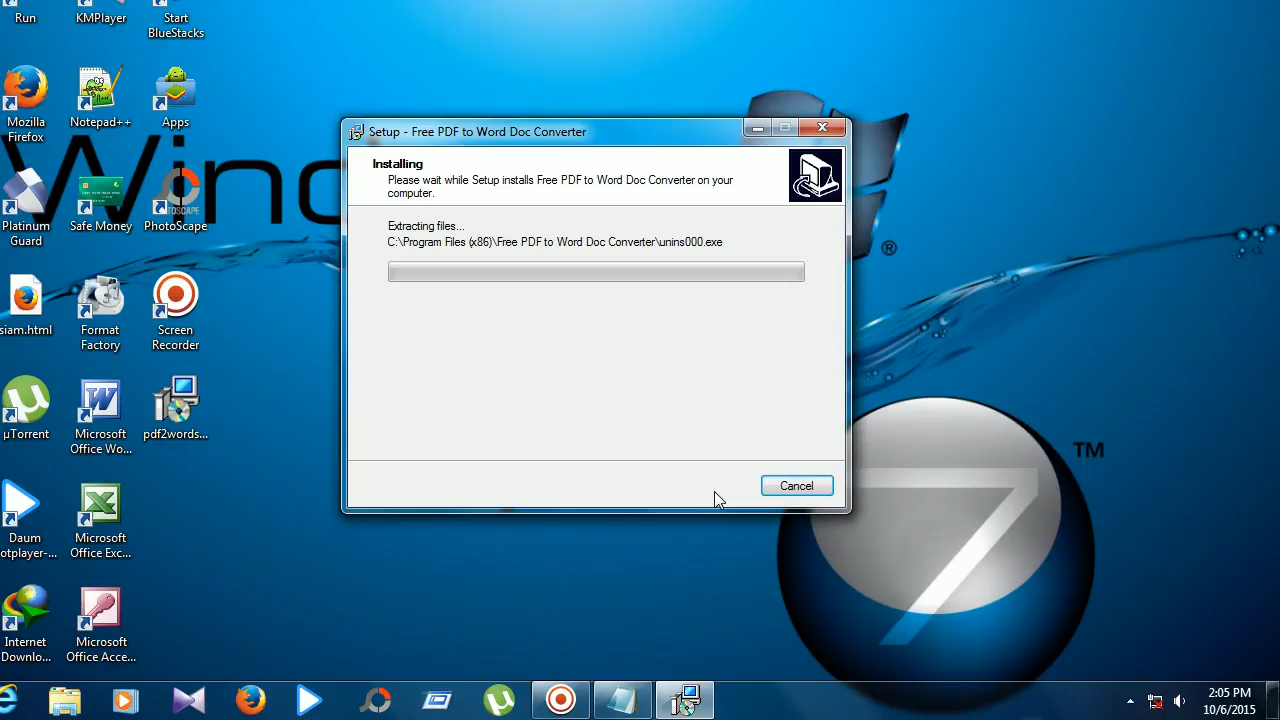 Run
KMPlayer
Start
BlueStacks
Mozilla
Firefox
Notepad++
Apps
Platinum
Guard
Safe Money
PhotoScape
PHOTOSCAPE
siam.html
Format
Factory
Screen
Recorder
µTorrent
Microsoft
Office Wo...
pdf2words...
Daum
otplayer-...
Microsoft
Office Exc...
Internet
Downlo...
Microsoft
Office Acce...
Wind
Setup - Free PDF to Word Doc Converter
Installing
Please wait while Setup installs Free PDF to Word Doc Converter on your
computer.
Extracting files...
C:\Program Files (x86)\Free PDF to Word Doc Converter\unins000.exe
Cancel
®
TM
7
2:05 PM
10/6/2015